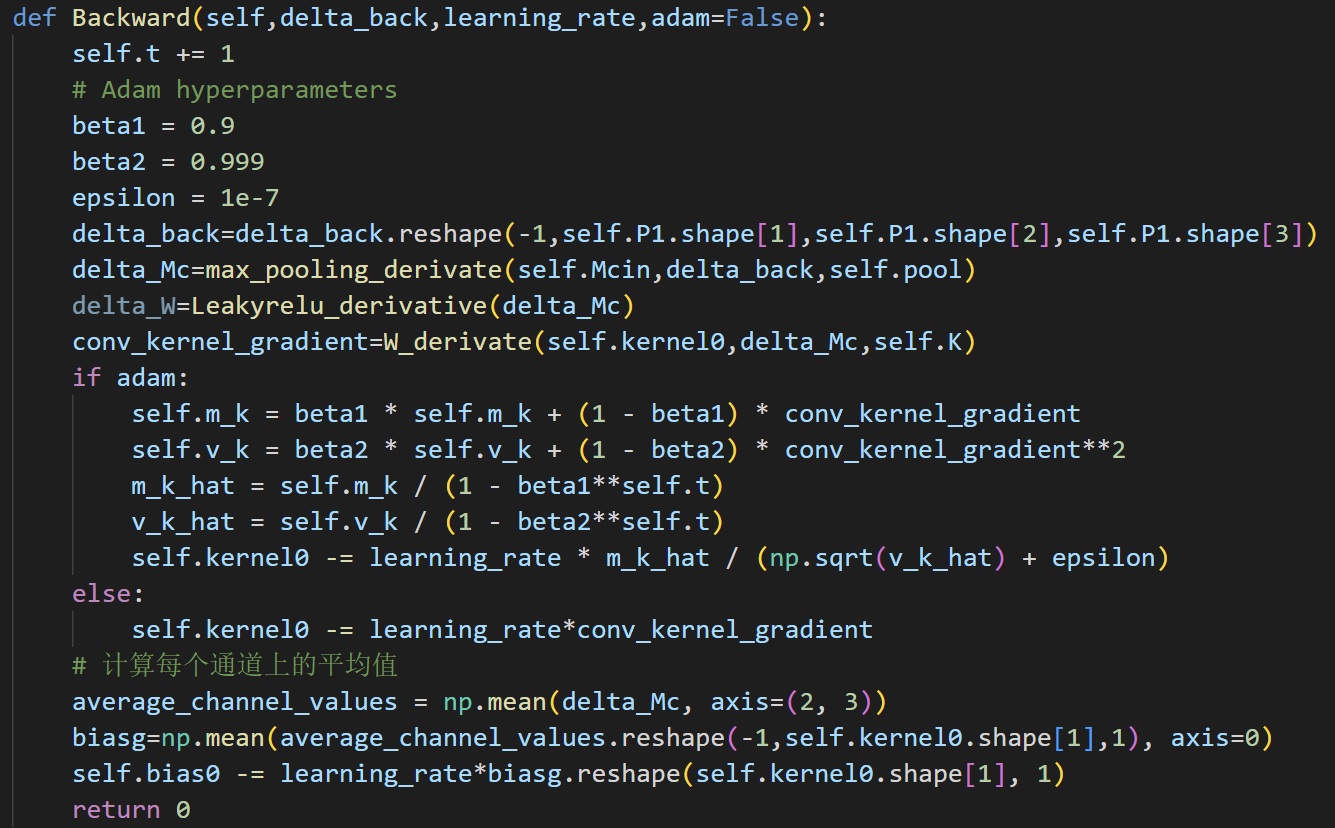 def Backward(self,delta_back,learning_rate,adam=False):
    self.t += 1
    # Adam hyperparameters
    beta1 = 0.9
    beta2 = 0.999
    epsilon = 1e-7
    delta_back=delta_back.reshape(-1,self.P1.shape[1],self.P1.shape[2],self.P1.shape[3])
    delta_Mc=max_pooling_derivate(self.Mcin,delta_back,self.pool)
    delta_W=Leakyrelu_derivative(delta_Mc)
    conv_kernel_gradient=W_derivate(self.kernel0,delta_Mc,self.K)
    if adam:
        self.m_k = beta1 * self.m_k + (1 - beta1) * conv_kernel_gradient
        self.v_k = beta2 * self.v_k + (1 - beta2) * conv_kernel_gradient**2
        m_k_hat = self.m_k / (1 - beta1**self.t)
        v_k_hat = self.v_k / (1 - beta2**self.t)
        self.kernel0 -= learning_rate * m_k_hat / (np.sqrt(v_k_hat) + epsilon)
    else:
        self.kernel0 -= learning_rate*conv_kernel_gradient
    # 计算每个通道上的平均值
    average_channel_values = np.mean(delta_Mc, axis=(2, 3))
    biasg=np.mean(average_channel_values.reshape(-1,self.kernel0.shape[1],1), axis=0)
    self.bias0 -= learning_rate*biasg.reshape(self.kernel0.shape[1], 1)
    return 0